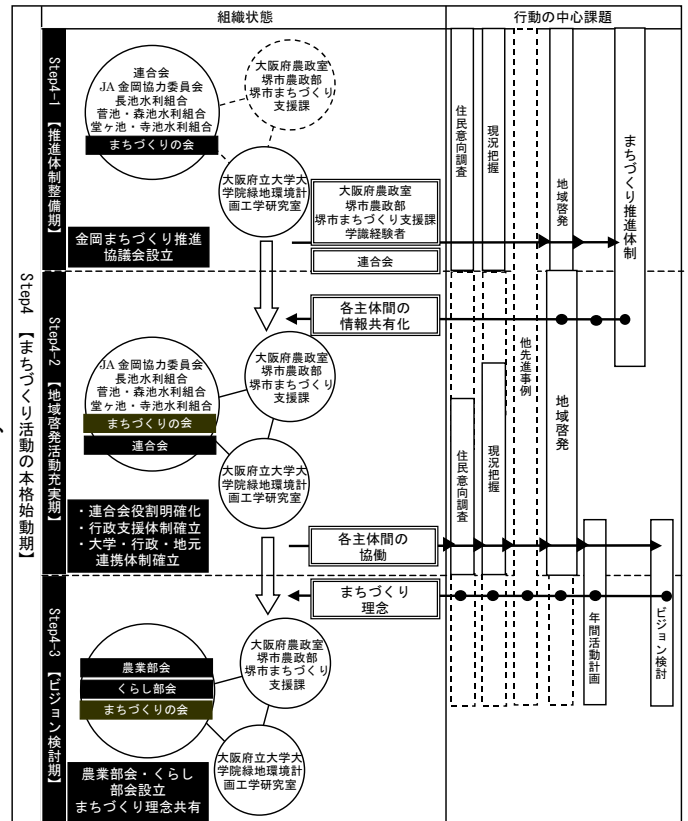 組織状態
行動の中心課題
Step4 【まちづくり活動の本格始動期】
Step4-1 【推進体制整備期】
連合会
JA 金岡協力委員会
長池水利組合
菅池・森池水利組合
堂ヶ池・寺池水利組合
まちづくりの会
大阪府農政室
堺市農政部
堺市まちづくり
支援課
大阪府立大学大
学院緑地環境計
画工学研究室
金岡まちづくり推進
協議会設立
大阪府農政室
堺市農政部
堺市まちづくり支援課
学識経験者
連合会
住民意向調査
現況把握
地域啓発
まちづくり推進体制
各主体間の
情報共有化
Step4-2 【地域啓発活動充実期】
JA 金岡協力委員会
長池水利組合
菅池・森池水利組合
堂ヶ池・寺池水利組合
まちづくりの会
連合会
大阪府農政室
堺市農政部
堺市まちづくり
支援課
大阪府立大学大
学院緑地環境計
画工学研究室
・連合会役割明確化
・行政支援体制確立
・大学・行政・地元
連携体制確立
各主体間の
協働
住民意向調査
現況把握
他先進事例
地域啓発
まちづくり
理念
Step4-3 【ビジョン検討期】
農業部会
くらし部会
まちづくりの会
大阪府農政室
堺市農政部
堺市まちづくり
支援課
大阪府立大学大
学院緑地環境計
画工学研究室
農業部会・くらし
部会設立
まちづくり理念共有
年間活動計画
ビジョン検討